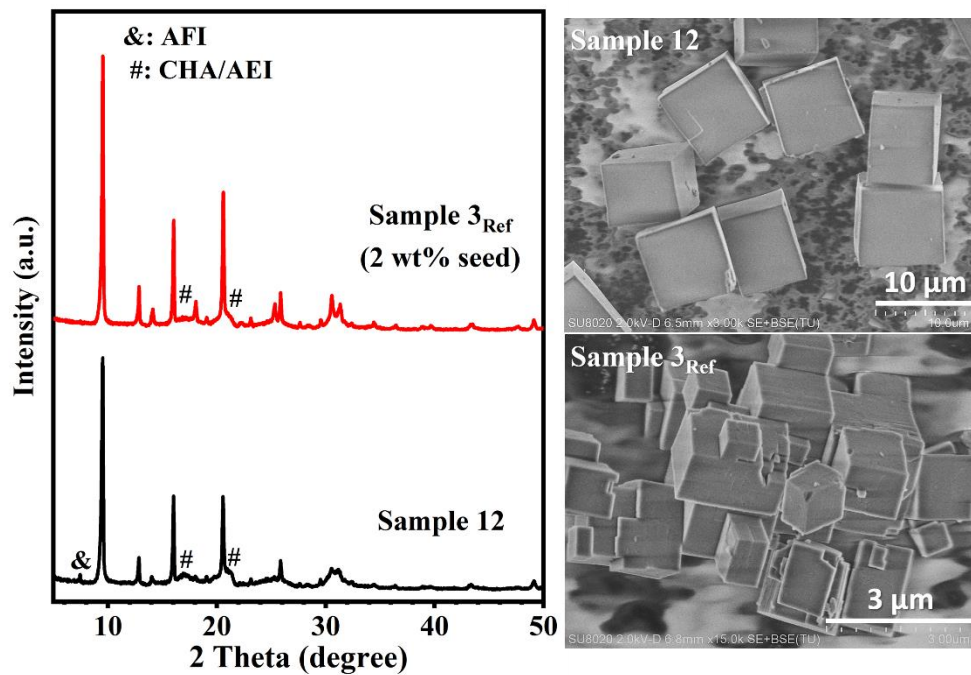 &: AFI
#: CHA/AEI
Sample 3Ref
(2 wt% seed)
#
#
Sample 12
&
#
#
Intensity (a.u.)
10
20
30
40
50
2 Theta (degree)
Sample 12
10 μm
SU8020 2.0kV-D 6.5mm x3.00k SE+BSE(TU)
10.0um
Sample 3Ref
3 μm
SU8020 2.0kV-D 6.8mm x15.0k SE+BSE(TU)
3.00um